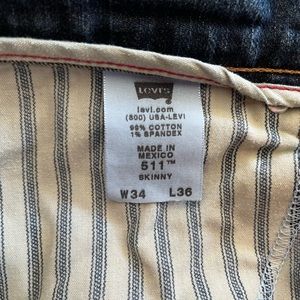 Levi's
levi.com
(800) USA-LEVI
99% COTTON
1% SPANDEX
MADE IN
MEXICO
511™
SKINNY
W34 L36